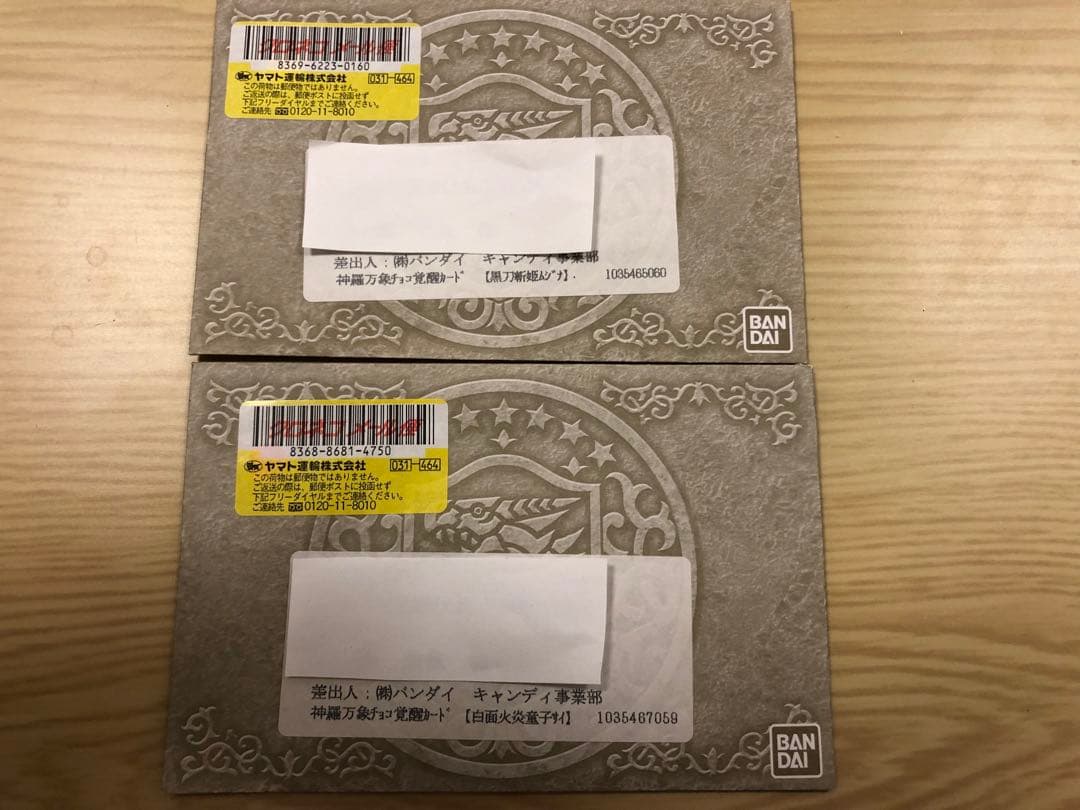 クロネコメール便
8369-6223-0160
ヤマト運輸株式会社 031-464
この荷物は郵便物ではありません。
ご返送の際は、郵便ポストに投函せず
下記フリーダイヤルまでご連絡ください。
ご連絡先 0120-11-8010
差出人:㈱バンダイ キャンディ事業部
神羅万象チョコ覚醒カード 【黒刀斬姫ムジナ】. 1035465060
BAN
DAI
クロネコメール便
8368-8681-4750
ヤマト運輸株式会社 031-464
この荷物は郵便物ではありません。
ご返送の際は、郵便ポストに投函せず
下記フリーダイヤルまでご連絡ください。
ご連絡先 0120-11-8010
差出人:㈱バンダイ キャンディ事業部
神羅万象チョコ覚醒カード 【白面火炎童子サイ】 1035467059
BAN
DAI